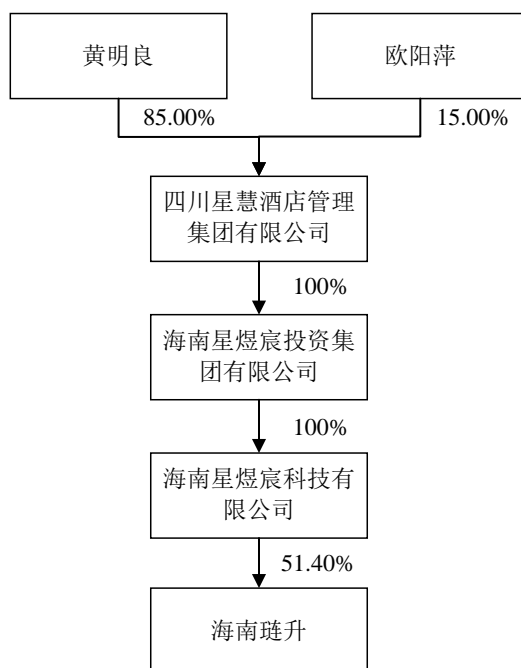 黄明良
欧阳萍
85.00%
15.00%
四川星慧酒店管理
集团有限公司
100%
海南星煜宸投资集
团有限公司
100%
海南星煜宸科技有
限公司
51.40%
海南琏升